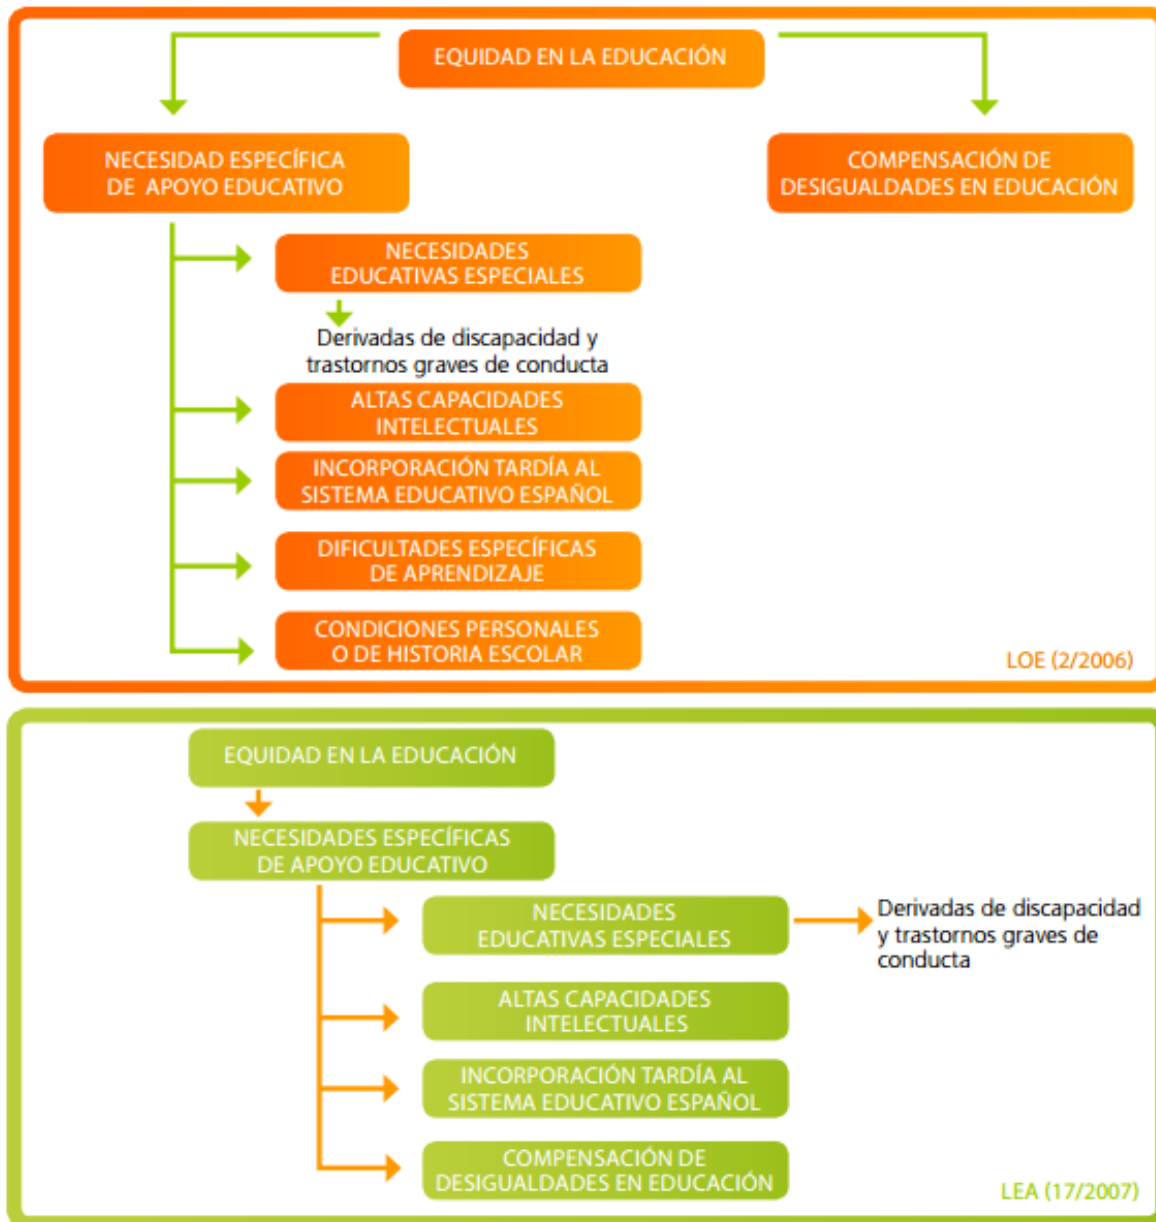 EQUIDAD EN LA EDUCACIÓN
NECESIDAD ESPECÍFICA
DE APOYO EDUCATIVO
COMPENSACIÓN DE
DESIGUALDADES EN EDUCACIÓN
NECESIDADES
EDUCATIVAS ESPECIALES
Derivadas de discapacidad y
trastornos graves de conducta
ALTAS CAPACIDADES
INTELECTUALES
INCORPORACIÓN TARDÍA AL
SISTEMA EDUCATIVO ESPAÑOL
DIFICULTADES ESPECÍFICAS
DE APRENDIZAJE
CONDICIONES PERSONALES
O DE HISTORIA ESCOLAR
LOE (2/2006)
EQUIDAD EN LA EDUCACIÓN
NECESIDADES ESPECÍFICAS
DE APOYO EDUCATIVO
NECESIDADES
EDUCATIVAS ESPECIALES
Derivadas de discapacidad
y trastornos graves de
conducta
ALTAS CAPACIDADES
INTELECTUALES
INCORPORACIÓN TARDÍA AL
SISTEMA EDUCATIVO ESPAÑOL
COMPENSACIÓN DE
DESIGUALDADES EN EDUCACIÓN
LEA (17/2007)